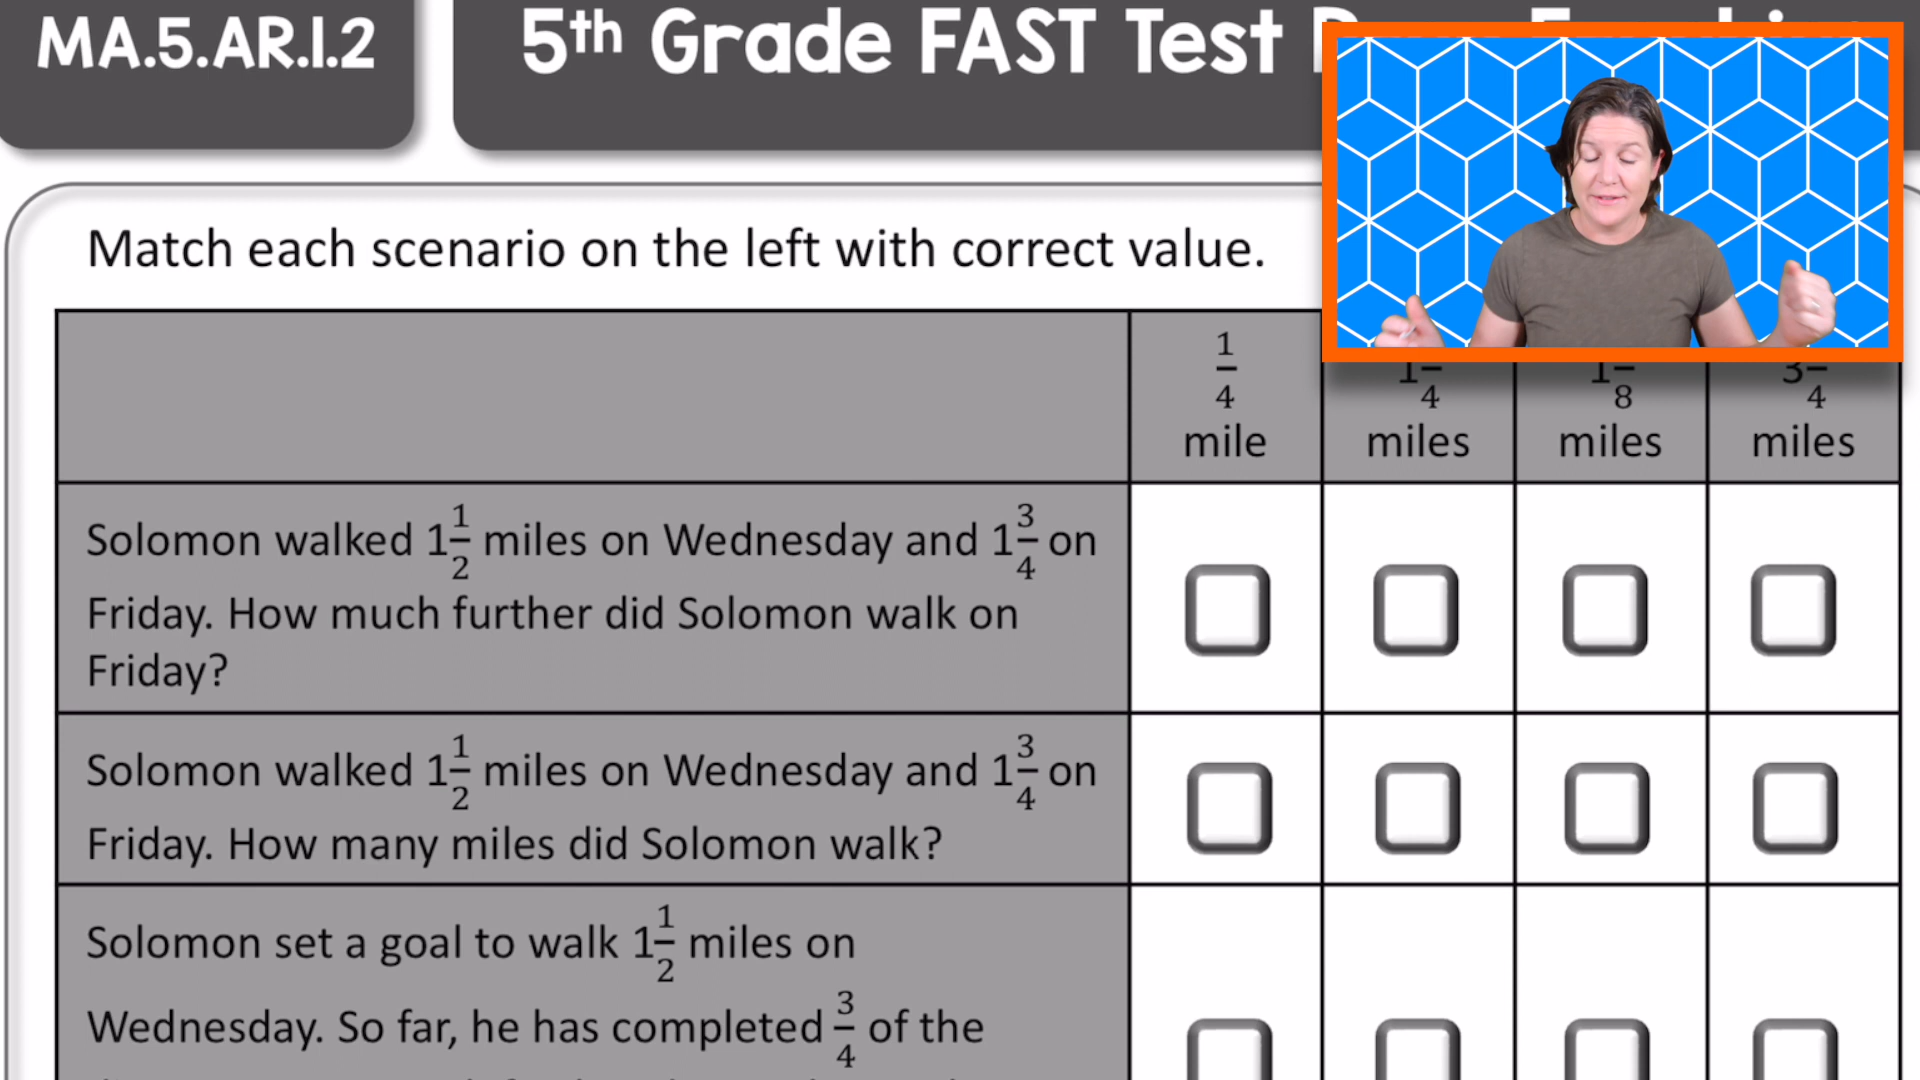 MA.5.AR.1.2
5th Grade FAST Test
Match each scenario on the left with correct value.
1/4 mile
miles
miles
miles
Solomon walked 1 1/2 miles on Wednesday and 1 3/4 on
Friday. How much further did Solomon walk on
Friday?
Solomon walked 1 1/2 miles on Wednesday and 1 3/4 on
Friday. How many miles did Solomon walk?
Solomon set a goal to walk 1 1/2 miles on
Wednesday. So far, he has completed 3/4 of the